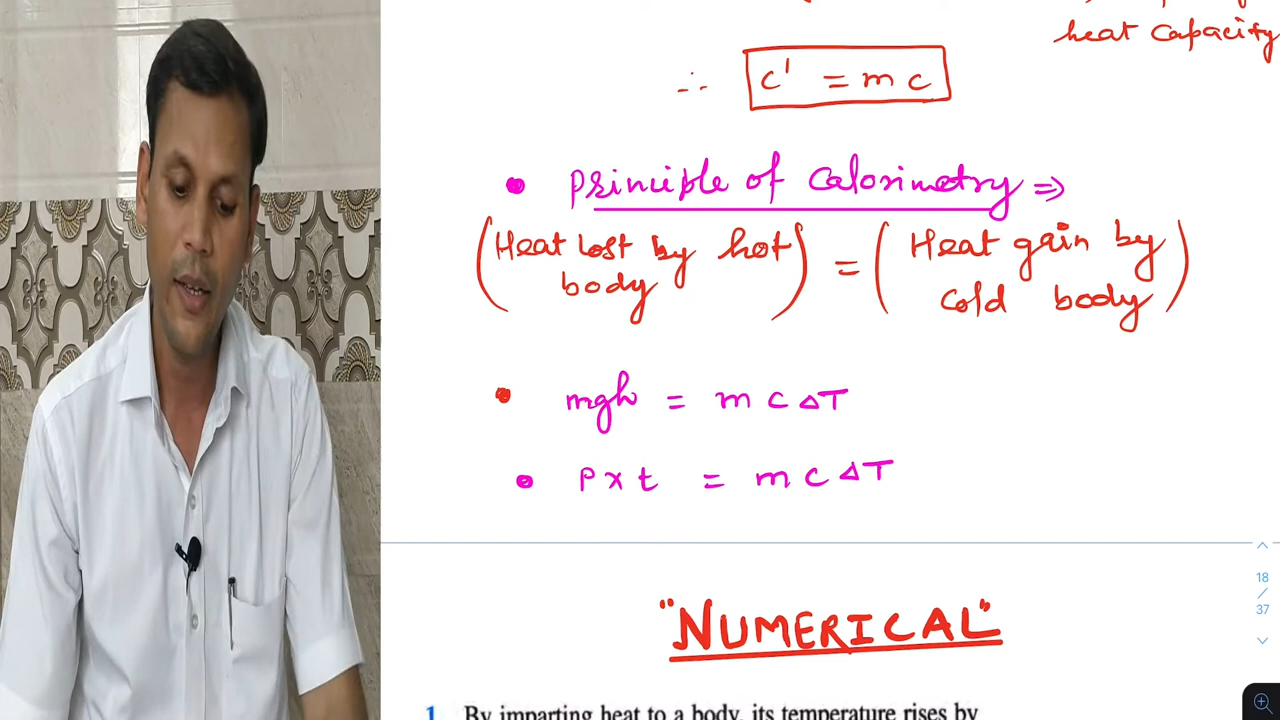 heat capacity
∴ c' = mc
• Principle of Calorimetry ⇒
(Heat lost by hot body) = (Heat gain by cold body)
• mgh = mcΔT
• P x t = mcΔT
"NUMERICAL"
18
/
37
1. By imparting heat to a body, its temperature rises by